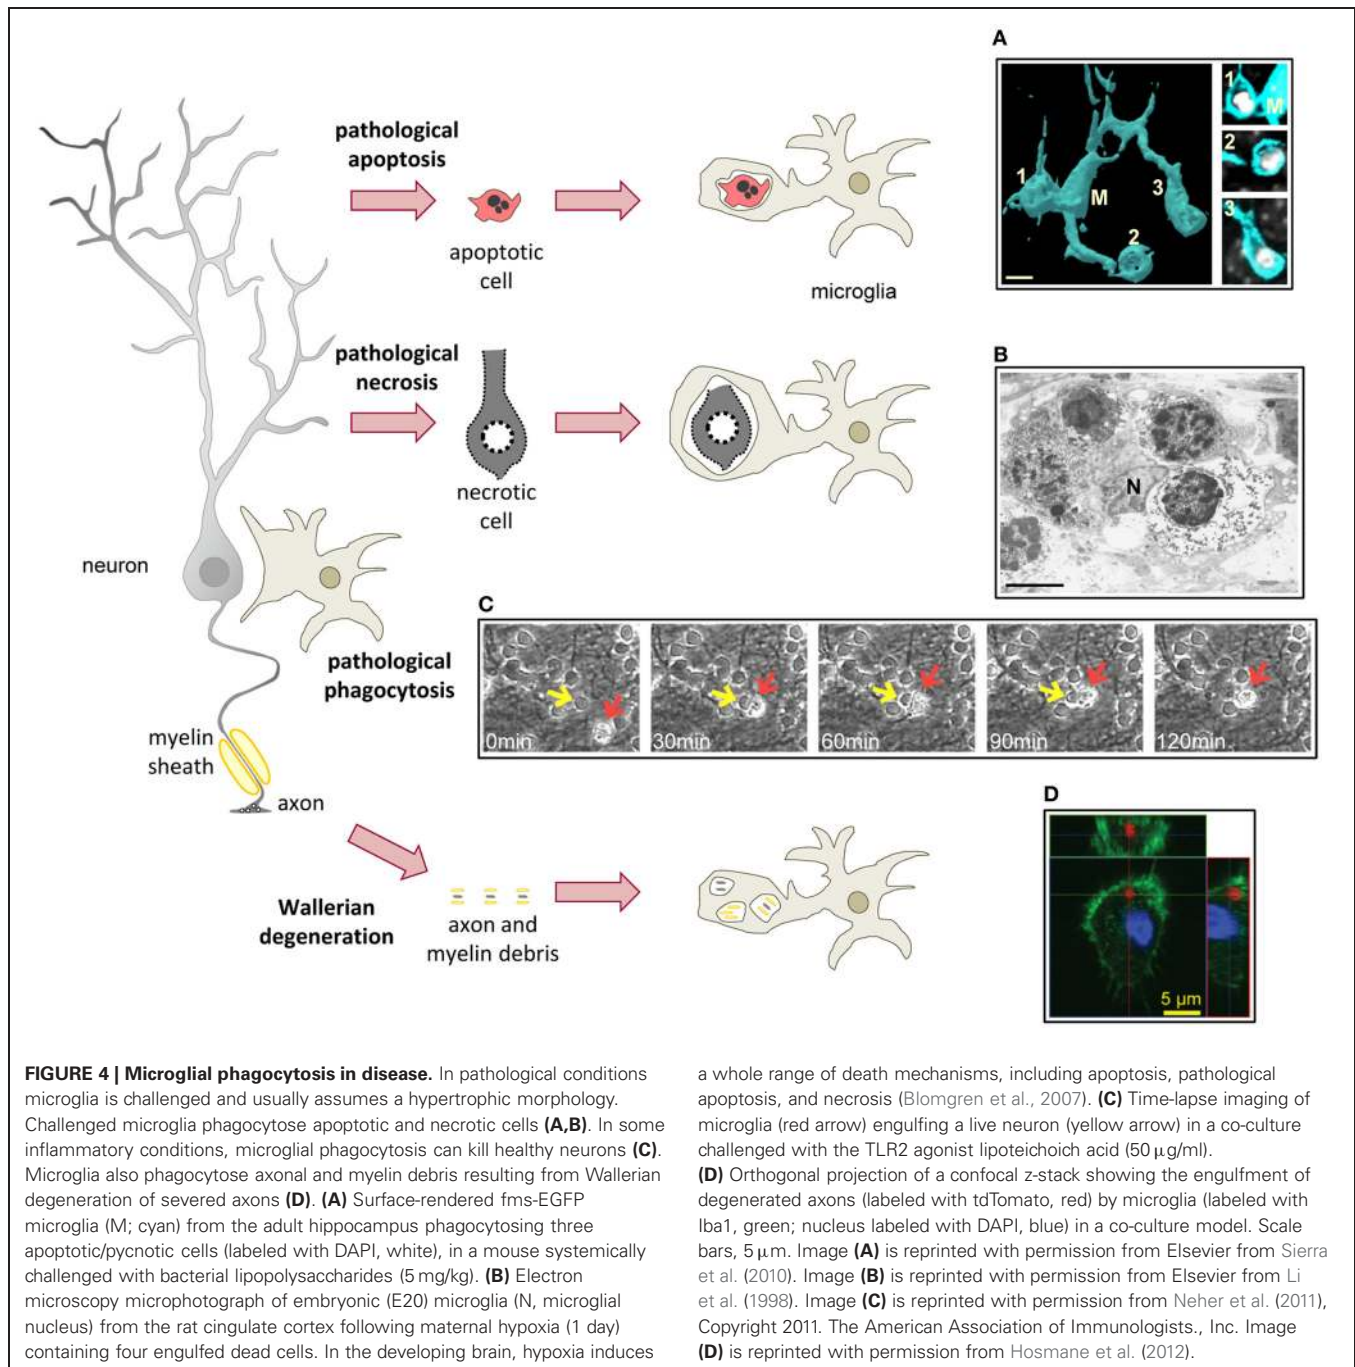 A
pathological
apoptosis
apoptotic
cell
microglia
1
M
2
3
1
M
2
3
pathological
necrosis
necrotic
cell
B
N
neuron
pathological
phagocytosis
C
0min
30min
60min
90min
120min
myelin
sheath
axon
Wallerian
degeneration
axon and
myelin debris
D
5 µm
FIGURE 4 | Microglial phagocytosis in disease. In pathological conditions
microglia is challenged and usually assumes a hypertrophic morphology.
Challenged microglia phagocytose apoptotic and necrotic cells (A,B). In some
inflammatory conditions, microglial phagocytosis can kill healthy neurons (C).
Microglia also phagocytose axonal and myelin debris resulting from Wallerian
degeneration of severed axons (D). (A) Surface-rendered fms-EGFP
microglia (M; cyan) from the adult hippocampus phagocytosing three
apoptotic/pycnotic cells (labeled with DAPI, white), in a mouse systemically
challenged with bacterial lipopolysaccharides (5 mg/kg). (B) Electron
microscopy microphotograph of embryonic (E20) microglia (N, microglial
nucleus) from the rat cingulate cortex following maternal hypoxia (1 day)
containing four engulfed dead cells. In the developing brain, hypoxia induces
a whole range of death mechanisms, including apoptosis, pathological
apoptosis, and necrosis (Blomgren et al., 2007). (C) Time-lapse imaging of
microglia (red arrow) engulfing a live neuron (yellow arrow) in a co-culture
challenged with the TLR2 agonist lipoteichoich acid (50 µg/ml).
(D) Orthogonal projection of a confocal z-stack showing the engulfment of
degenerated axons (labeled with tdTomato, red) by microglia (labeled with
Iba1, green; nucleus labeled with DAPI, blue) in a co-culture model. Scale
bars, 5 µm. Image (A) is reprinted with permission from Elsevier from Sierra
et al. (2010). Image (B) is reprinted with permission from Elsevier from Li
et al. (1998). Image (C) is reprinted with permission from Neher et al. (2011),
Copyright 2011. The American Association of Immunologists., Inc. Image
(D) is reprinted with permission from Hosmane et al. (2012).